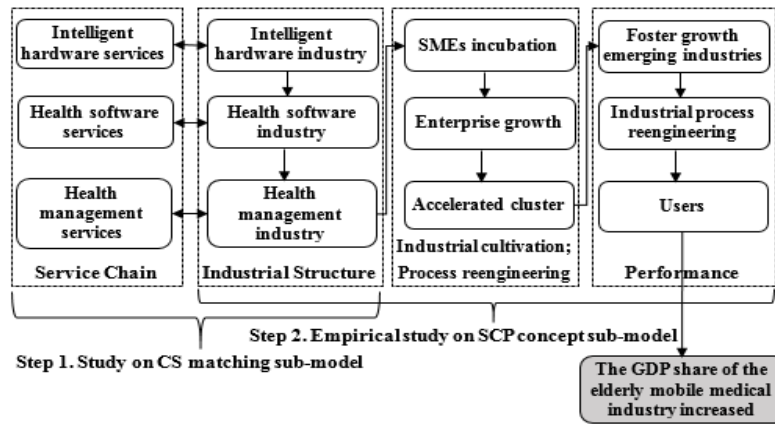 Intelligent
hardware services
Health software
services
Health
management
services
Service Chain
Intelligent
hardware industry
Health software
industry
Health
management
industry
Industrial Structure
SMEs incubation
Enterprise growth
Accelerated cluster
Industrial cultivation;
Process reengineering
Foster growth
emerging industries
Industrial process
reengineering
Users
Performance
Step 2. Empirical study on SCP concept sub-model
Step 1. Study on CS matching sub-model
The GDP share of the
elderly mobile medical
industry increased